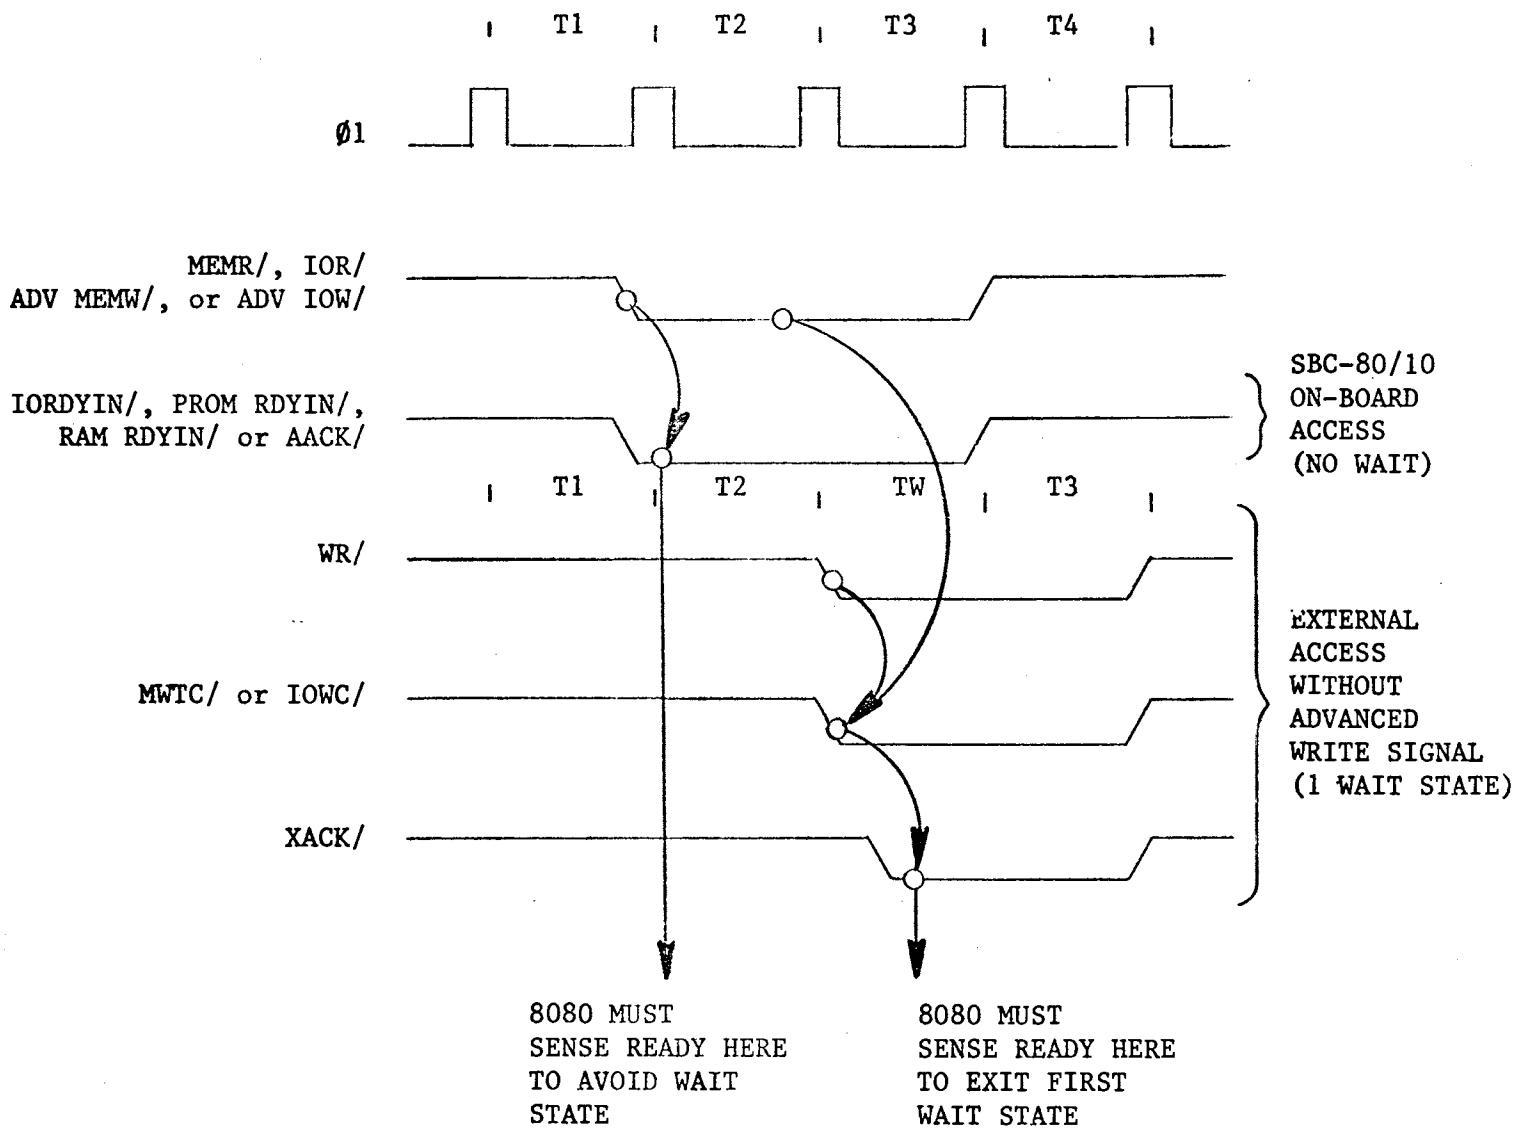 T1 T2 T3 T4
Ø1
MEMR/, IOR/
ADV MEMW/, or ADV IOW/
IORDYIN/, PROM RDYIN/,
RAM RDYIN/ or AACK/
SBC-80/10
ON-BOARD
ACCESS
(NO WAIT)
T1 T2 TW T3
WR/
MWTC/ or IOWC/
XACK/
EXTERNAL
ACCESS
WITHOUT
ADVANCED
WRITE SIGNAL
(1 WAIT STATE)
8080 MUST
SENSE READY HERE
TO AVOID WAIT
STATE
8080 MUST
SENSE READY HERE
TO EXIT FIRST
WAIT STATE